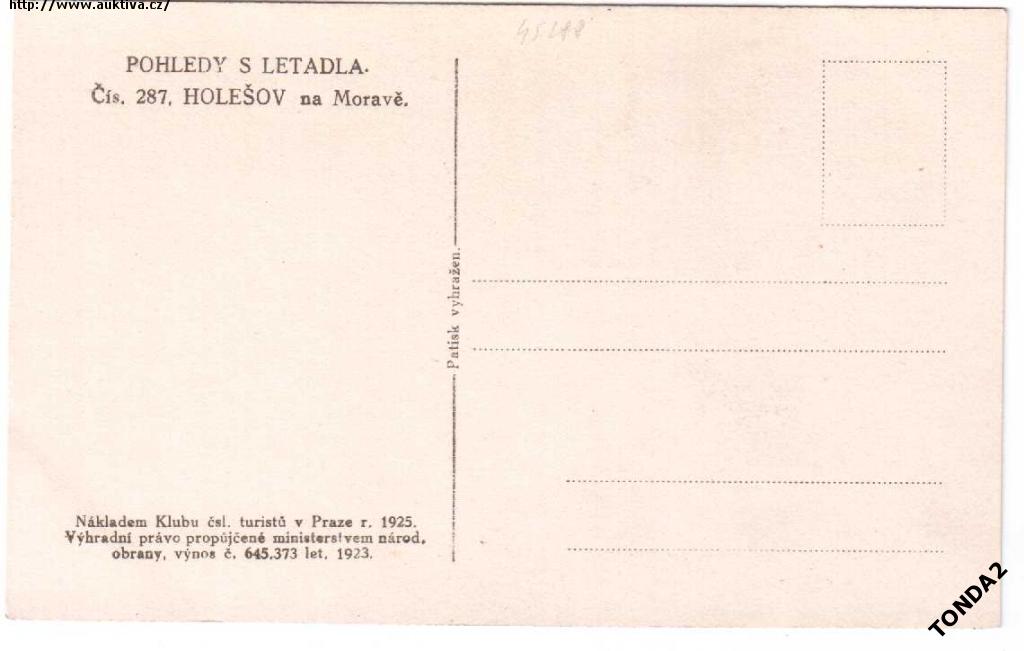 http://www.auktiva.cz/
POHLEDY S LETADLA.
Čís. 287. HOLEŠOV na Moravě.
Patisk vyhražen.
Nákladem Klubu čsl. turistů v Praze r. 1925.
Výhradní právo propůjčené ministerstvem národ.
obrany, výnos č. 645.373 let. 1923.
TONDA2